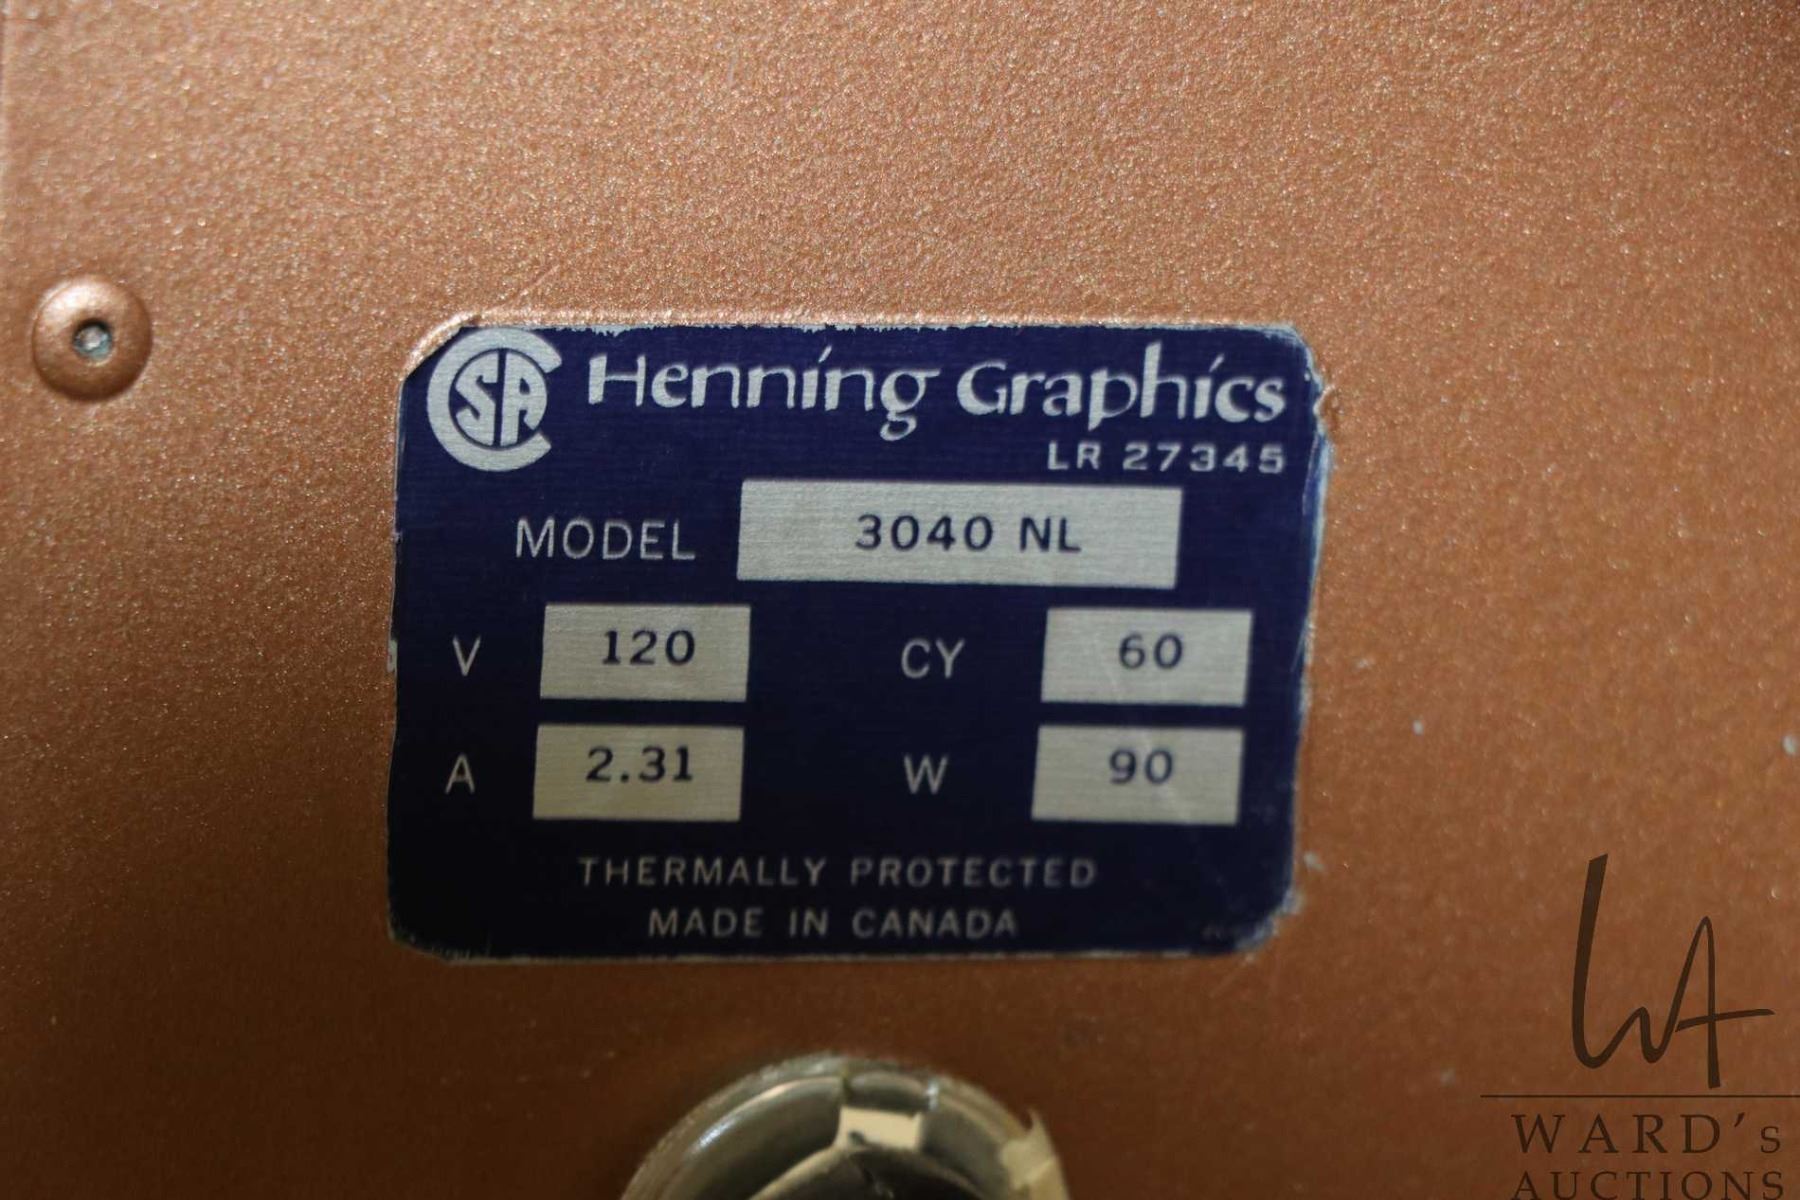 CSA Henning Graphics
LR 27345
MODEL 3040 NL
V 120 CY 60
A 2.31 W 90
THERMALLY PROTECTED
MADE IN CANADA
WA
WARD's
AUCTIONS